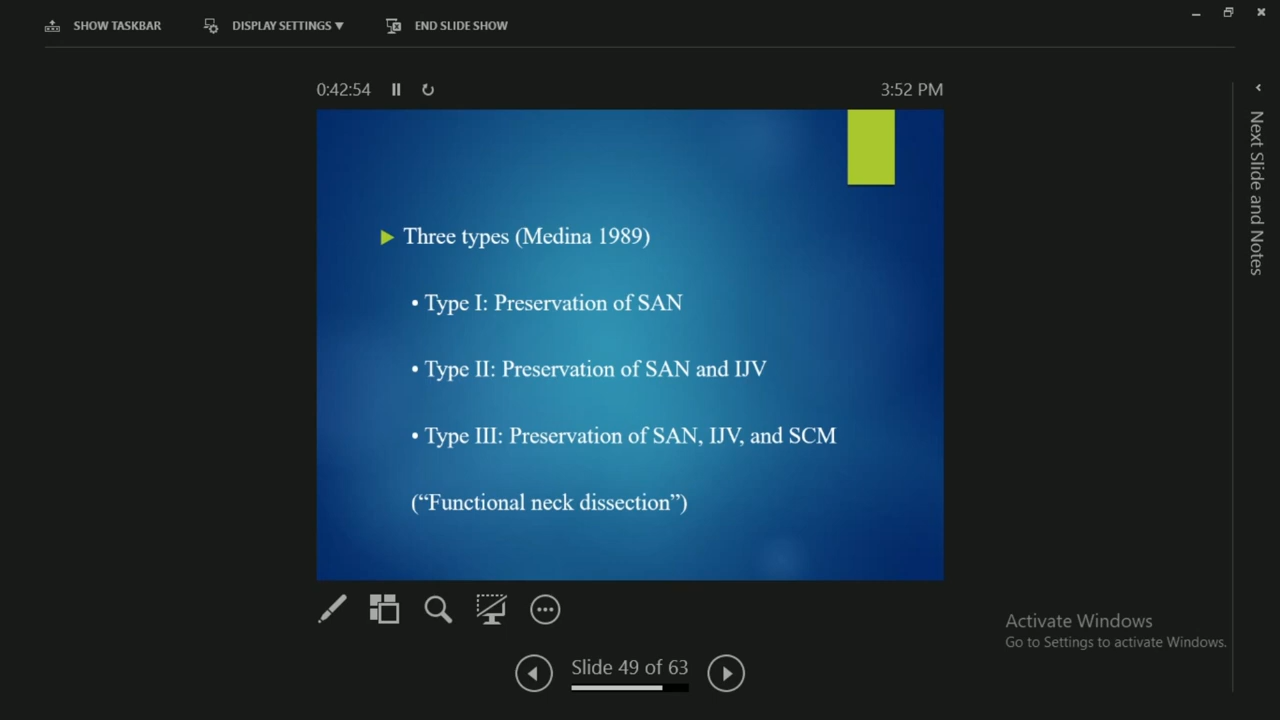 SHOW TASKBAR
DISPLAY SETTINGS ▼
END SLIDE SHOW
0:42:54
3:52 PM
Three types (Medina 1989)
• Type I: Preservation of SAN
• Type II: Preservation of SAN and IJV
• Type III: Preservation of SAN, IJV, and SCM
(“Functional neck dissection”)
Next Slide and Notes
Activate Windows
Go to Settings to activate Windows.
Slide 49 of 63